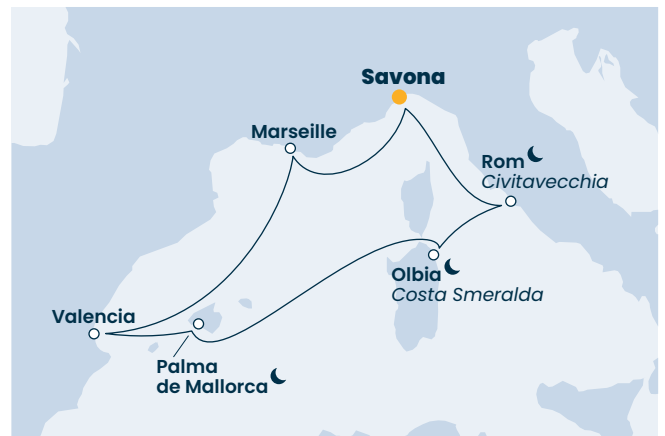 Savona
Marseille
Rom
Civitavecchia
Olbia
Costa Smeralda
Valencia
Palma
de Mallorca